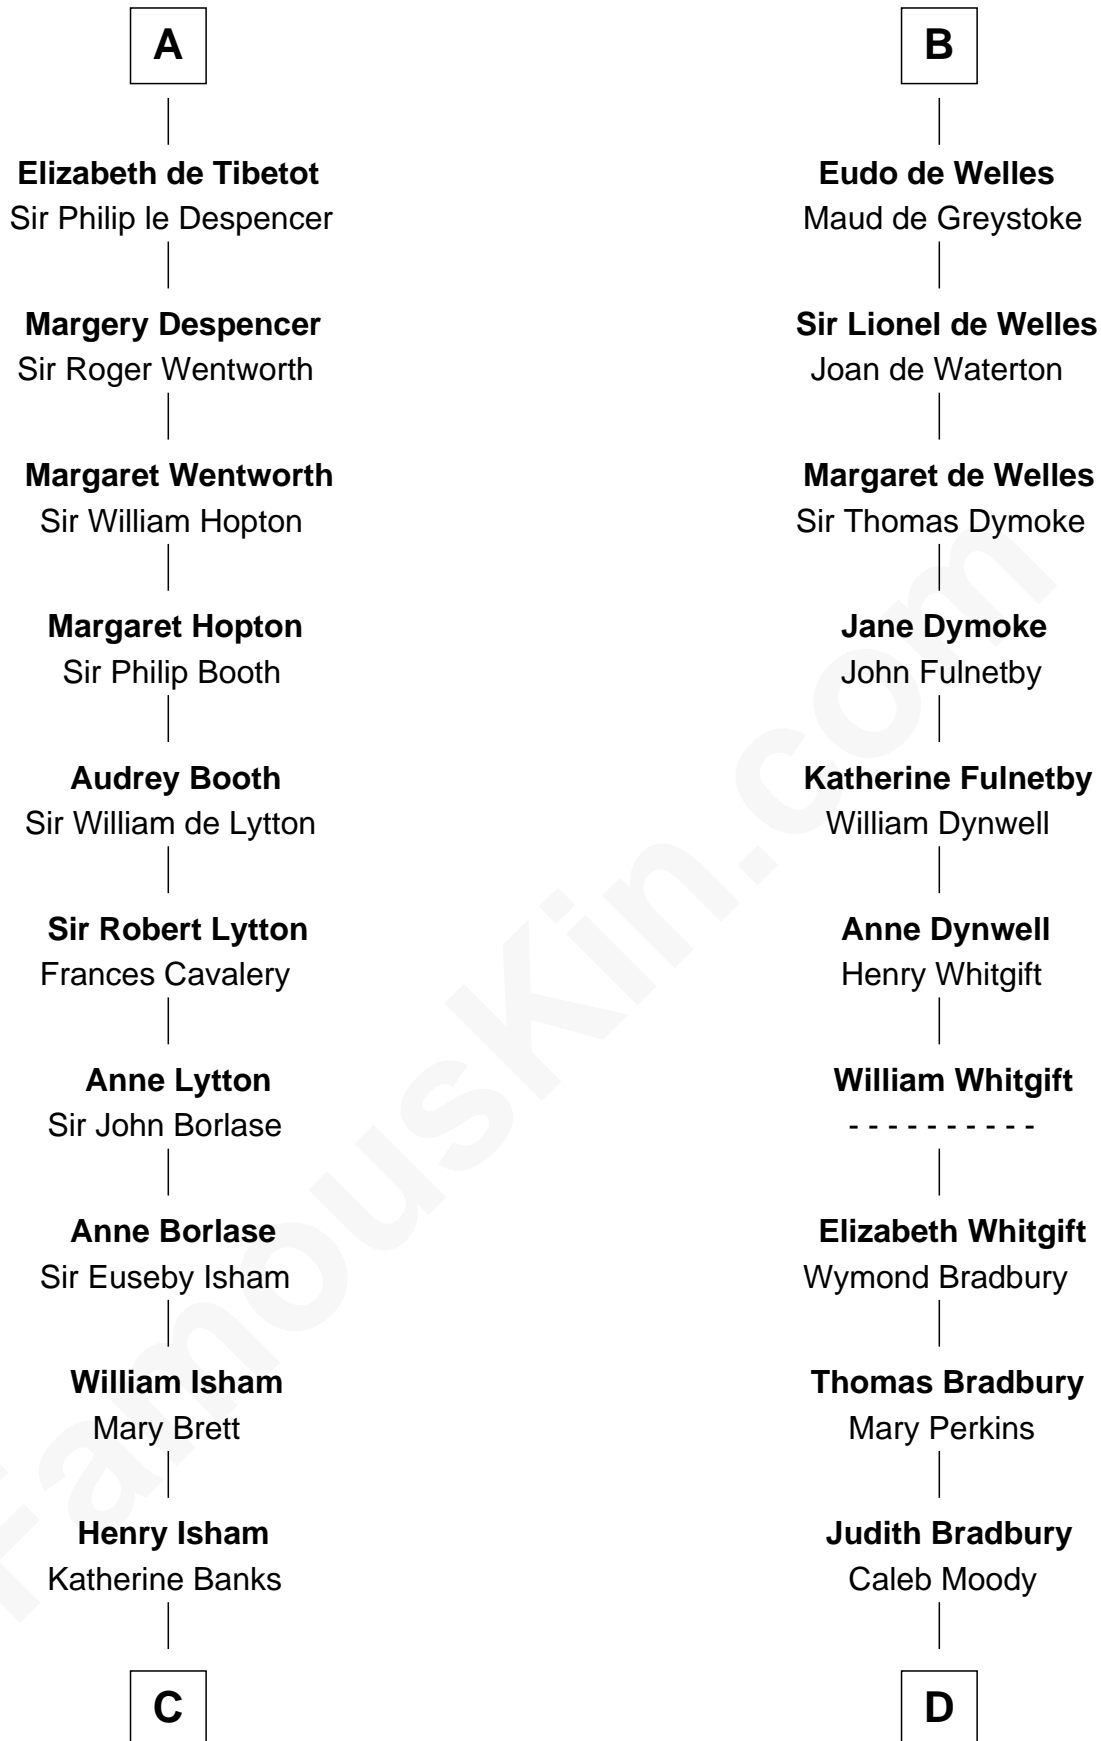 A
Elizabeth de Tibetot
Sir Philip le Despencer
Margery Despencer
Sir Roger Wentworth
Margaret Wentworth
Sir William Hopton
Margaret Hopton
Sir Philip Booth
Audrey Booth
Sir William de Lytton
Sir Robert Lytton
Frances Cavalery
Anne Lytton
Sir John Borlase
Anne Borlase
Sir Euseby Isham
William Isham
Mary Brett
Henry Isham
Katherine Banks
C
B
Eudo de Welles
Maud de Greystoke
Sir Lionel de Welles
Joan de Waterton
Margaret de Welles
Sir Thomas Dymoke
Jane Dymoke
John Fulnetby
Katherine Fulnetby
William Dynwell
Anne Dynwell
Henry Whitgift
William Whitgift
- - - - - - - - - -
Elizabeth Whitgift
Wymond Bradbury
Thomas Bradbury
Mary Perkins
Judith Bradbury
Caleb Moody
D
FamousKin.com